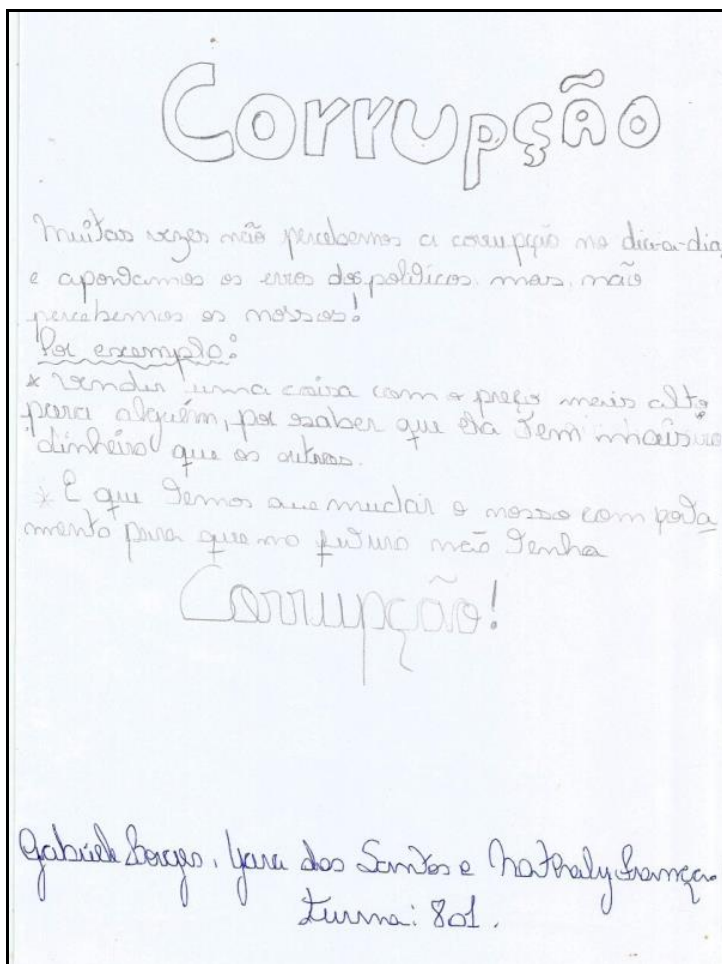 Corrupção
Muitas vezes não percebemos a corrupção no dia-a-dia,
e apontamos os erros dos políticos, mais, não
percebemos os nossos!
Por exemplo:
* Vender uma coisa com o preço mais alto
para alguém, por saber que ela tem mais
dinheiro que os outros.
* E que temos que mudar o nosso comporta
mento para que no futuro não tenha
Corrupção!
Gabriele Borges, Yara dos Santos e Nathaly França.
Turma: 801.